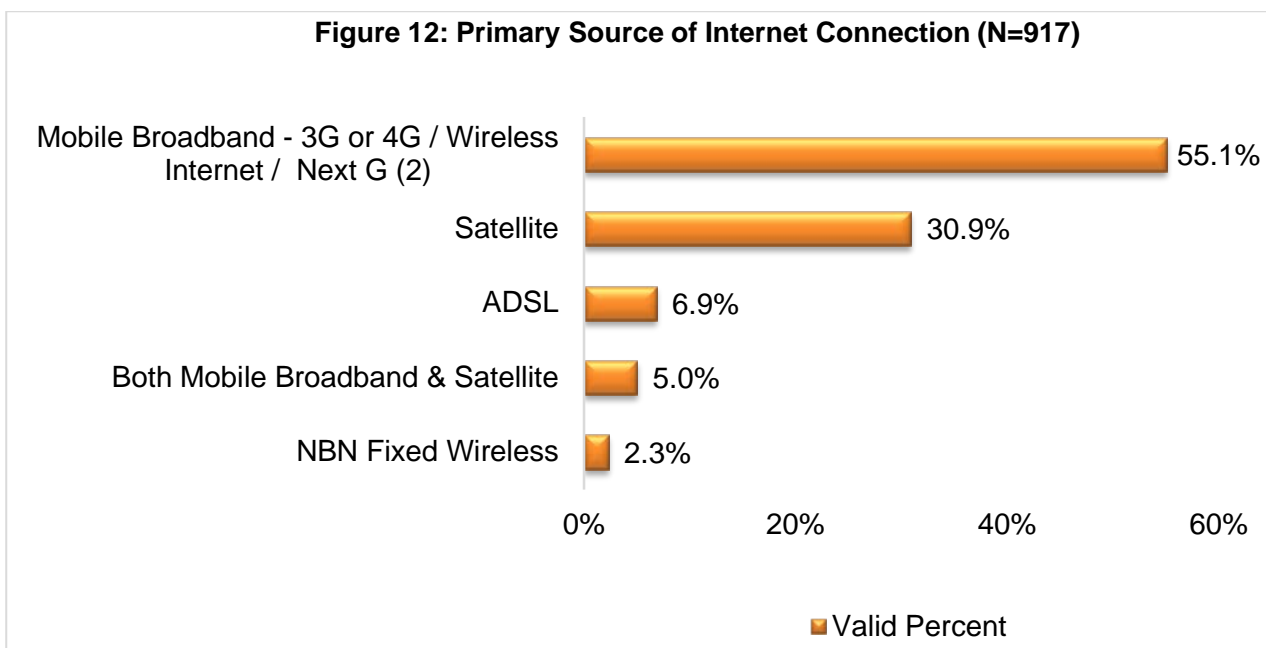 Figure 12: Primary Source of Internet Connection (N=917)
Mobile Broadband - 3G or 4G / Wireless
Internet /  Next G (2)
55.1%
Satellite
30.9%
ADSL
6.9%
Both Mobile Broadband & Satellite
5.0%
NBN Fixed Wireless
2.3%
0%
20%
40%
60%
Valid Percent